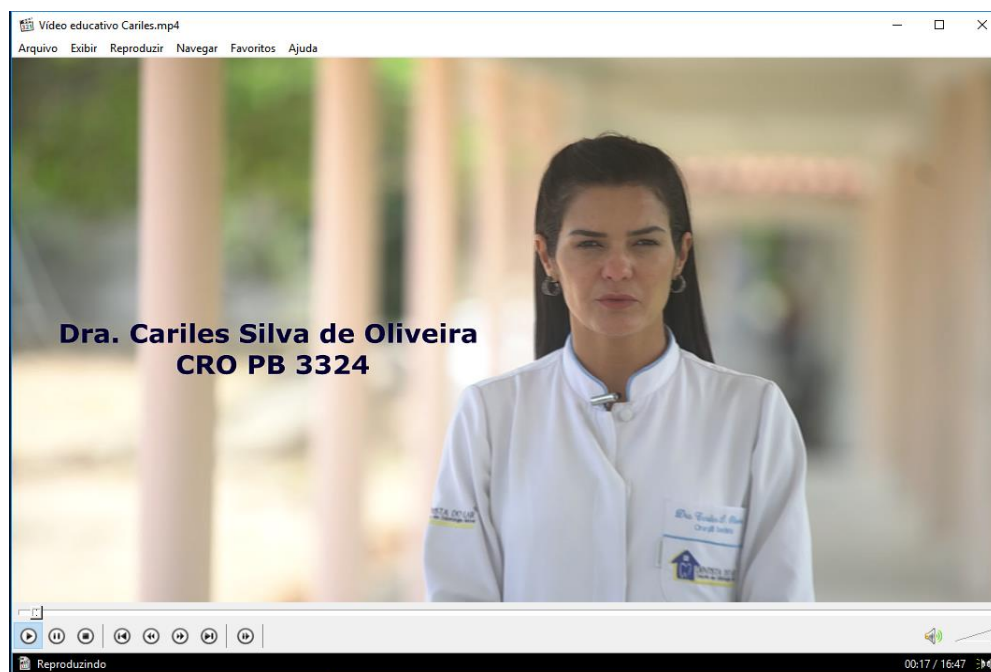 Vídeo educativo Cariles.mp4
Arquivo Exibir Reproduzir Navegar Favoritos Ajuda
Dra. Cariles Silva de Oliveira
CRO PB 3324
Reproduzindo
00:17 / 16:47